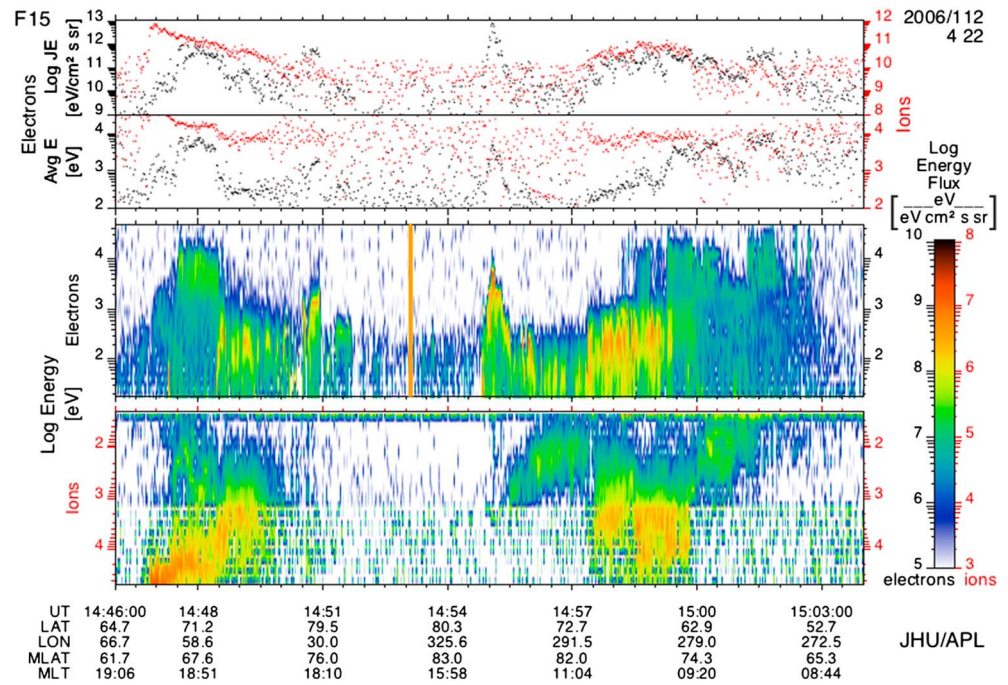 F15
2006/112
4 22
Electrons
Log JE
[eV/cm² s sr]
13
12
11
10
9
12
11
10
9
8
Ions
Avg E
[eV]
4
3
2
4
3
2
Log
Energy
Flux
[___eV___]
eV cm² s sr
Log Energy
[eV]
Electrons
4
3
2
Ions
2
3
4
2
3
4
10
9
8
7
6
5
8
7
6
5
4
3
electrons ions
UT 14:46:00 14:48 14:51 14:54 14:57 15:00 15:03:00
LAT 64.7 71.2 79.5 80.3 72.7 62.9 52.7
LON 66.7 58.6 30.0 325.6 291.5 279.0 272.5
MLAT 61.7 67.6 76.0 83.0 82.0 74.3 65.3
MLT 19:06 18:51 18:10 15:58 11:04 09:20 08:44
JHU/APL